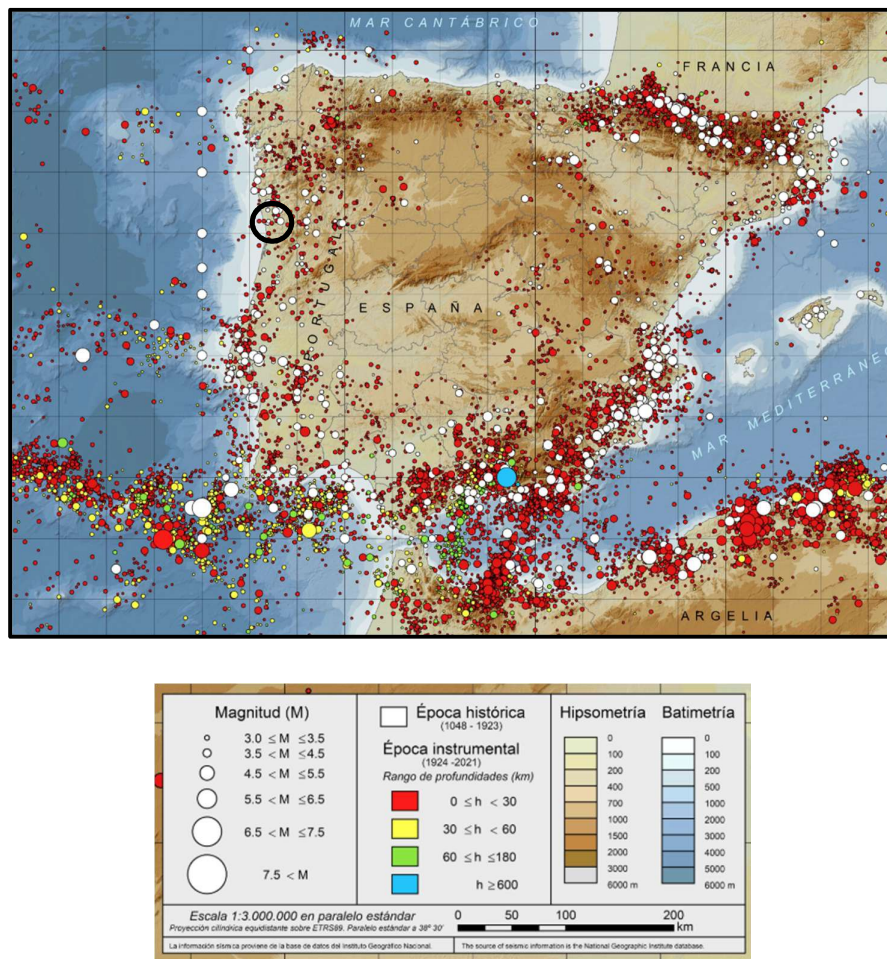 MAR CANTÁBRICO
FRANCIA
PORTUGAL
ESPAÑA
MAR MEDITERRÁNE
ARGELIA
Magnitud (M)
3.0 ≤ M ≤3.5
3.5 < M ≤4.5
4.5 < M ≤5.5
5.5 < M ≤6.5
6.5 < M ≤7.5
7.5 < M
Época histórica
(1048 - 1923)
Época instrumental
(1924 -2021)
Rango de profundidades (km)
0 ≤ h < 30
30 ≤ h < 60
60 ≤ h ≤180
h ≥600
Hipsometría
0
100
200
400
700
1000
1500
2000
3000
6000 m
Batimetría
0
100
200
500
1000
2000
3000
4000
5000
6000 m
Escala 1:3.000.000 en paralelo estándar
Proyección cilíndrica equidistante sobre ETRS89. Paralelo estándar a 38º 30'
0 50 100 200
km
La información sísmica proviene de la base de datos del Instituto Geográfico Nacional.
The source of seismic information is the National Geographic Institute database.